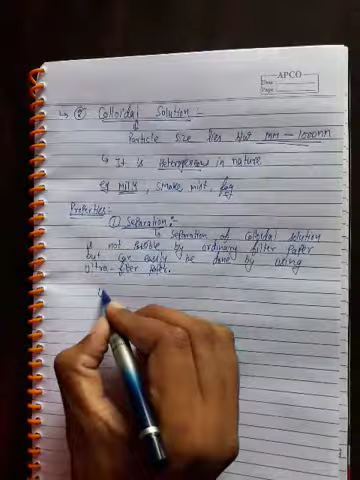 APCO
Date
Page
↳ ② Colloidal Solution :-
Particle size lies b/w nm - 1000nm
↳ It is Heterogenous in nature
eg Milk, smoke, mist, fog
Properties:
① Separation:-
↳ Separation of Colloidal solution
is not possible by ordinary filter paper
but can easily be done by using
Ultra-filter paper.